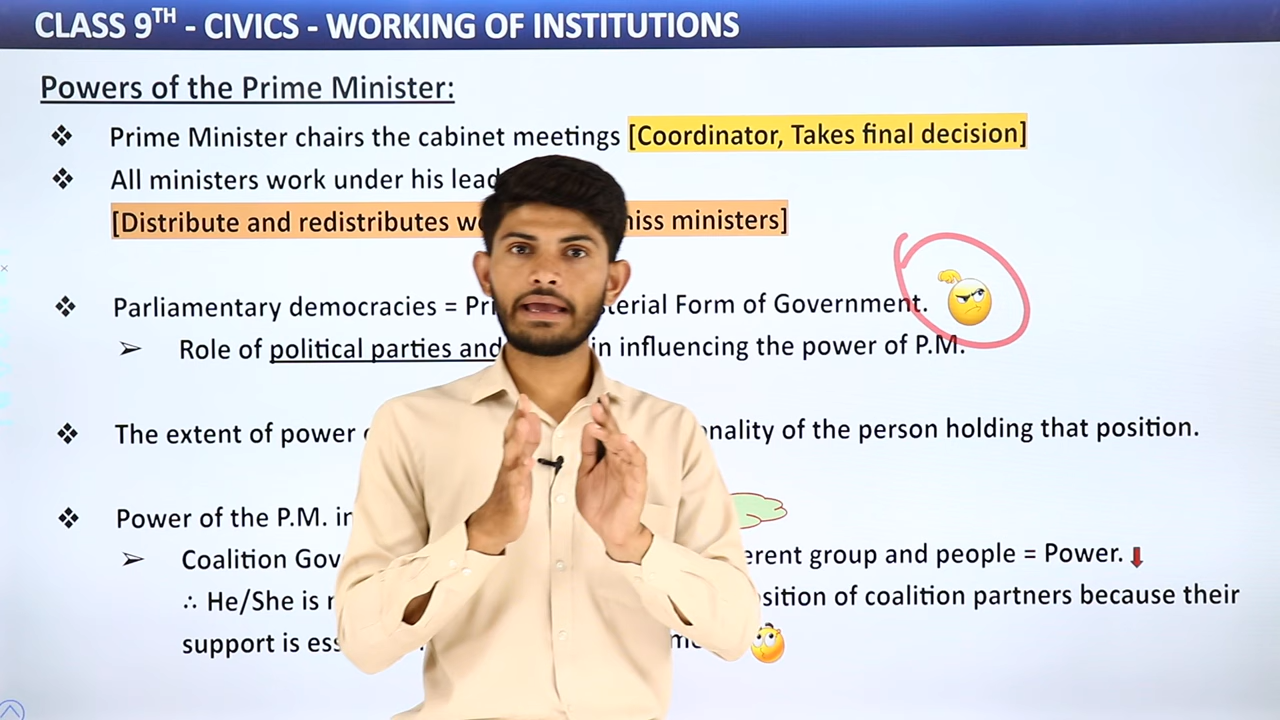 CLASS 9TH - CIVICS - WORKING OF INSTITUTIONS
Powers of the Prime Minister:
❖ Prime Minister chairs the cabinet meetings [Coordinator, Takes final decision]
❖ All ministers work under his lead
[Distribute and redistributes w miss ministers]
❖ Parliamentary democracies = Pri terial Form of Government.
➢ Role of political parties and in influencing the power of P.M.
❖ The extent of power nality of the person holding that position.
❖ Power of the P.M. in
➢ Coalition Gov erent group and people = Power.
∴ He/She is sition of coalition partners because their
support is ess